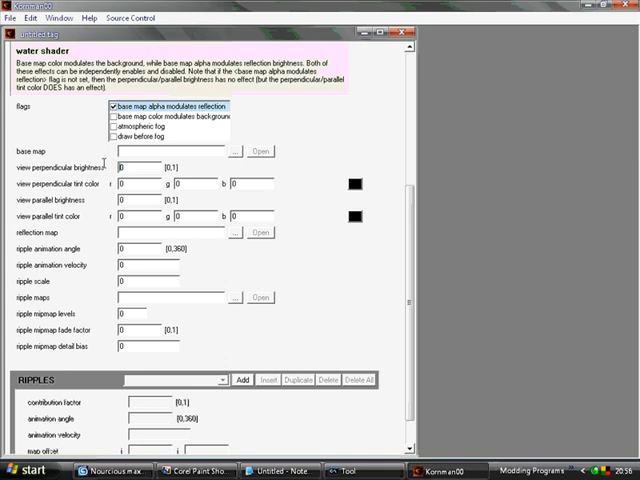 Kornman00
File Edit Window Help Source Control
untitled.tag
water shader
Base map color modulates the background, while base map alpha modulates reflection brightness. Both of
these effects can be independently enables and disabled. Note that if the <base map alpha modulates
reflection> flag is not set, then the perpendicular/parallel brightness has no effect (but the perpendicular/parallel
tint color DOES has an effect).
flags
base map alpha modulates reflection
base map color modulates backgroun
atmospheric fog
draw before fog
base map ... Open
view perpendicular brightness 0 [0,1]
view perpendicular tint color r 0 g 0 b 0
view parallel brightness 0 [0,1]
view parallel tint color r 0 g 0 b 0
reflection map ... Open
ripple animation angle 0 [0,360]
ripple animation velocity 0
ripple scale 0
ripple maps ... Open
ripple mipmap levels 0
ripple mipmap fade factor 0 [0,1]
ripple mipmap detail bias 0
RIPPLES Add Insert Duplicate Delete Delete All
contribution factor [0,1]
animation angle [0,360]
animation velocity
map offset i j
start Nourcious.max... Corel Paint Sho... Untitled - Note... Tool Kornman00 Modding Programs » 20:56